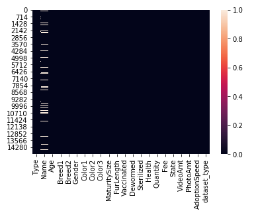 0
714
1428
2142
2856
3570
4284
4998
5712
6426
7140
7854
8568
9282
9996
10710
11424
12138
12852
13566
14280
Type
Name
Age
Breed1
Breed2
Gender
Color1
Color2
Color3
MaturitySize
FurLength
Vaccinated
Dewormed
Sterilized
Health
Quantity
Fee
State
VideoAmt
PhotoAmt
AdoptionSpeed
dataset_type
1.0
0.8
0.6
0.4
0.2
0.0